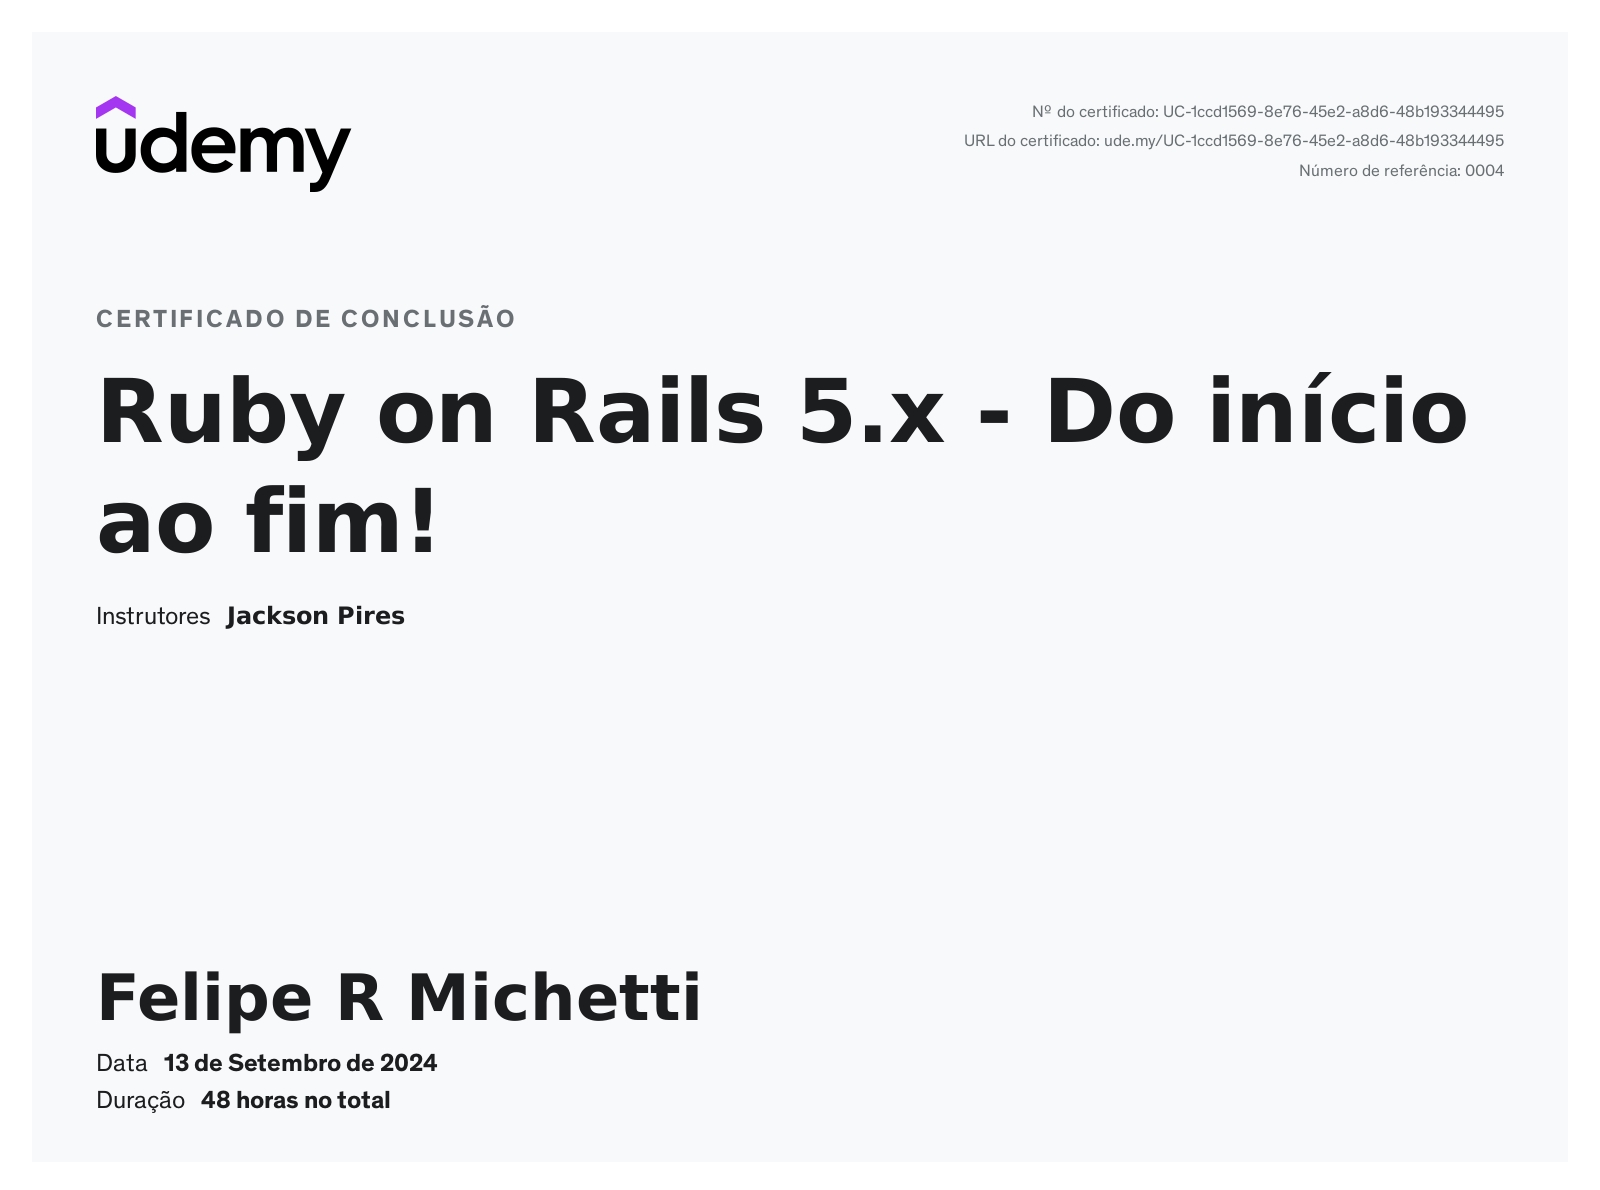 udemy
Nº do certificado: UC-1ccd1569-8e76-45e2-a8d6-48b193344495
URL do certificado: ude.my/UC-1ccd1569-8e76-45e2-a8d6-48b193344495
Número de referência: 0004
CERTIFICADO DE CONCLUSÃO
Ruby on Rails 5.x - Do início
ao fim!
Instrutores Jackson Pires
Felipe R Michetti
Data 13 de Setembro de 2024
Duração 48 horas no total